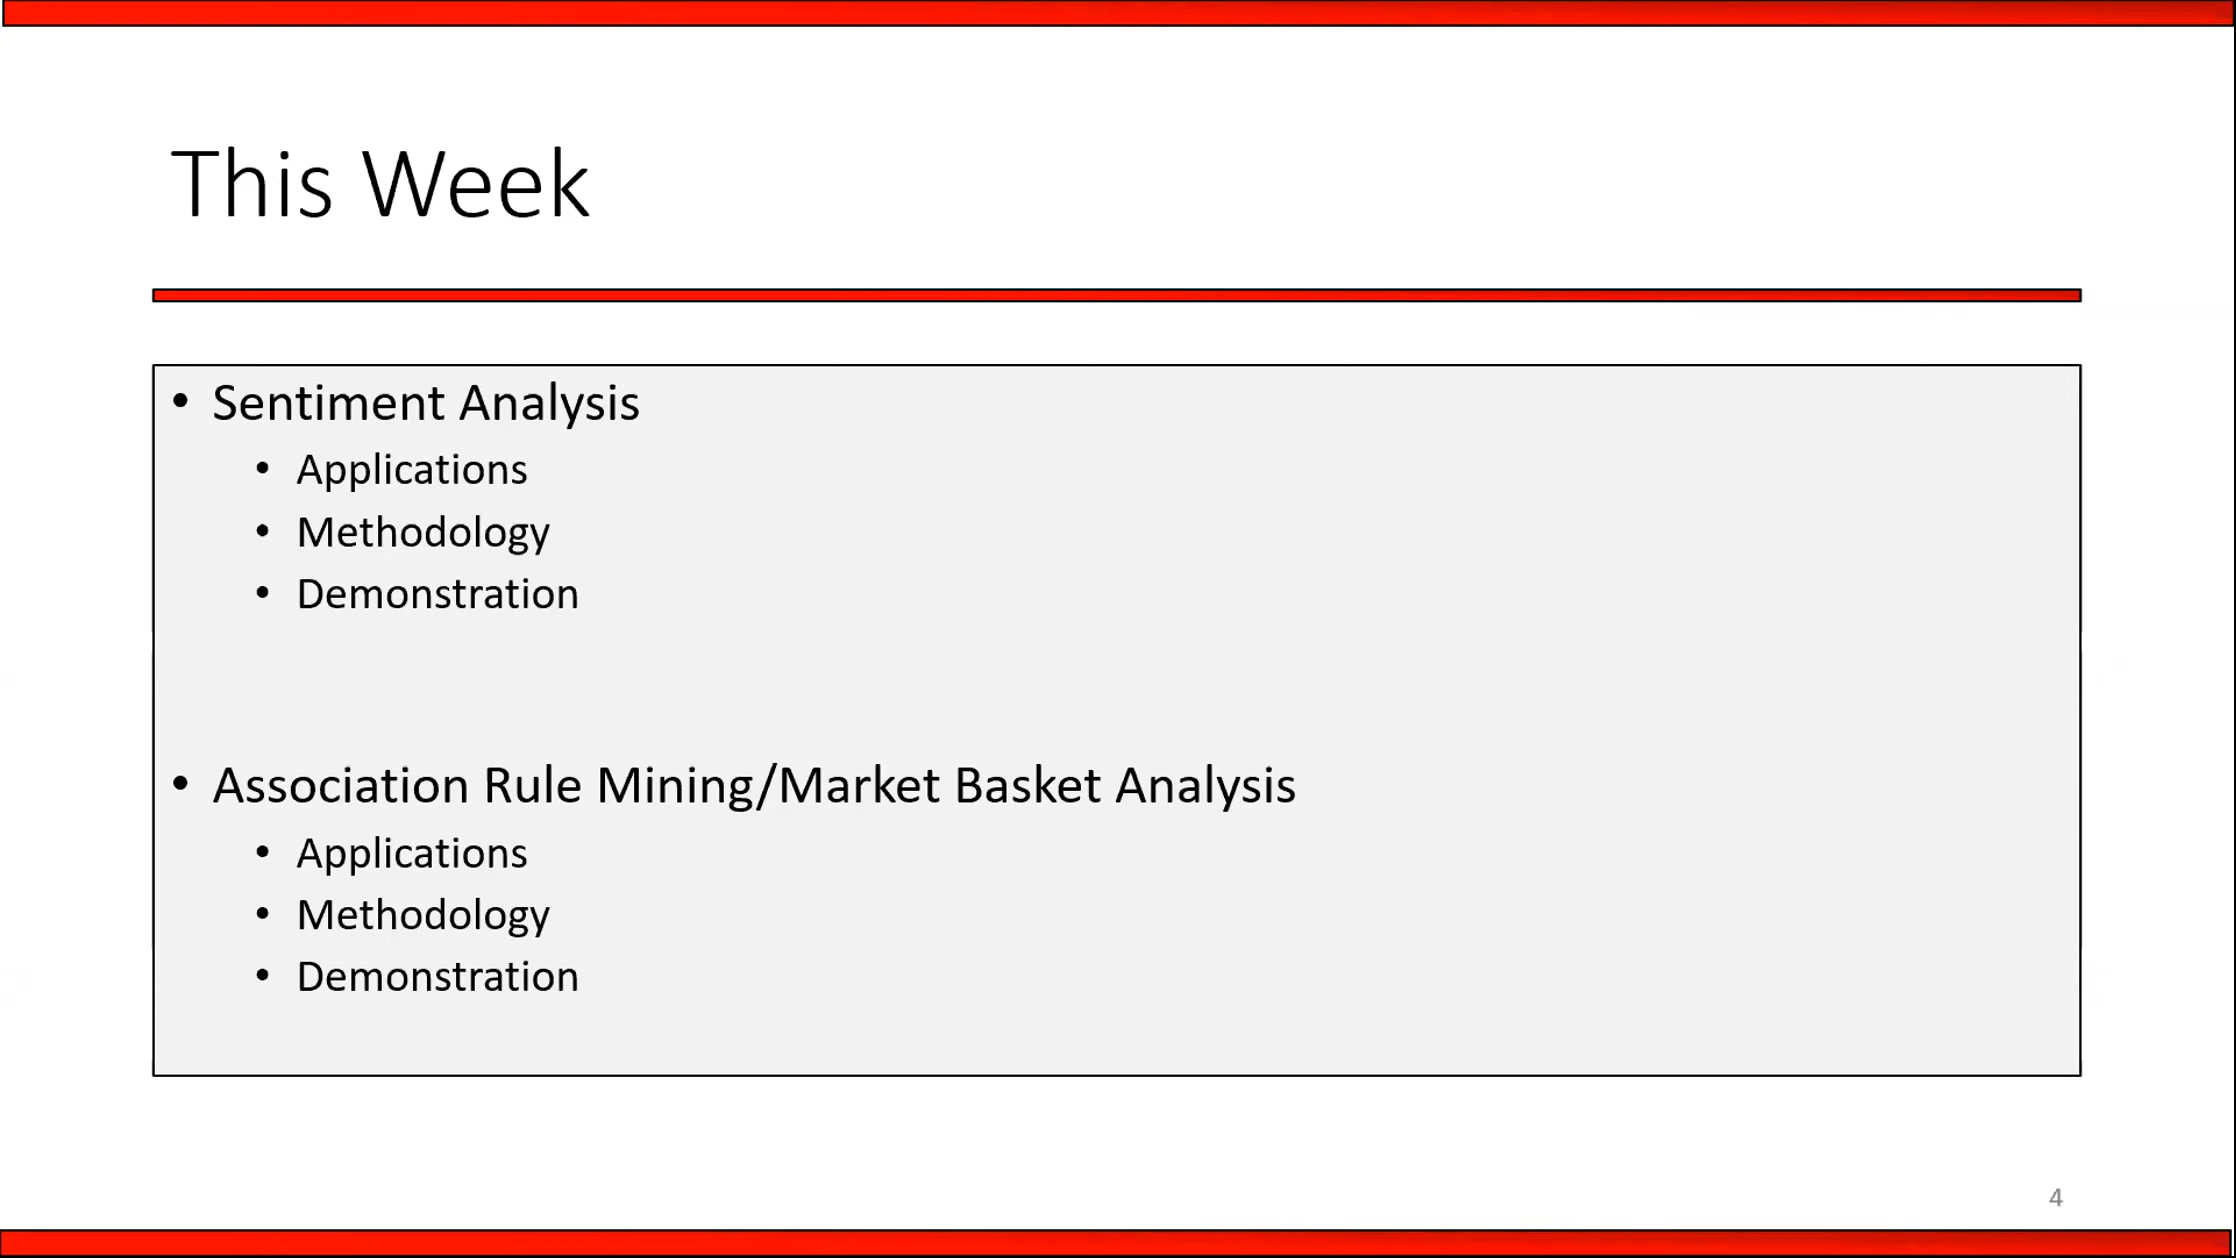 This Week
• Sentiment Analysis
• Applications
• Methodology
• Demonstration
• Association Rule Mining/Market Basket Analysis
• Applications
• Methodology
• Demonstration
4